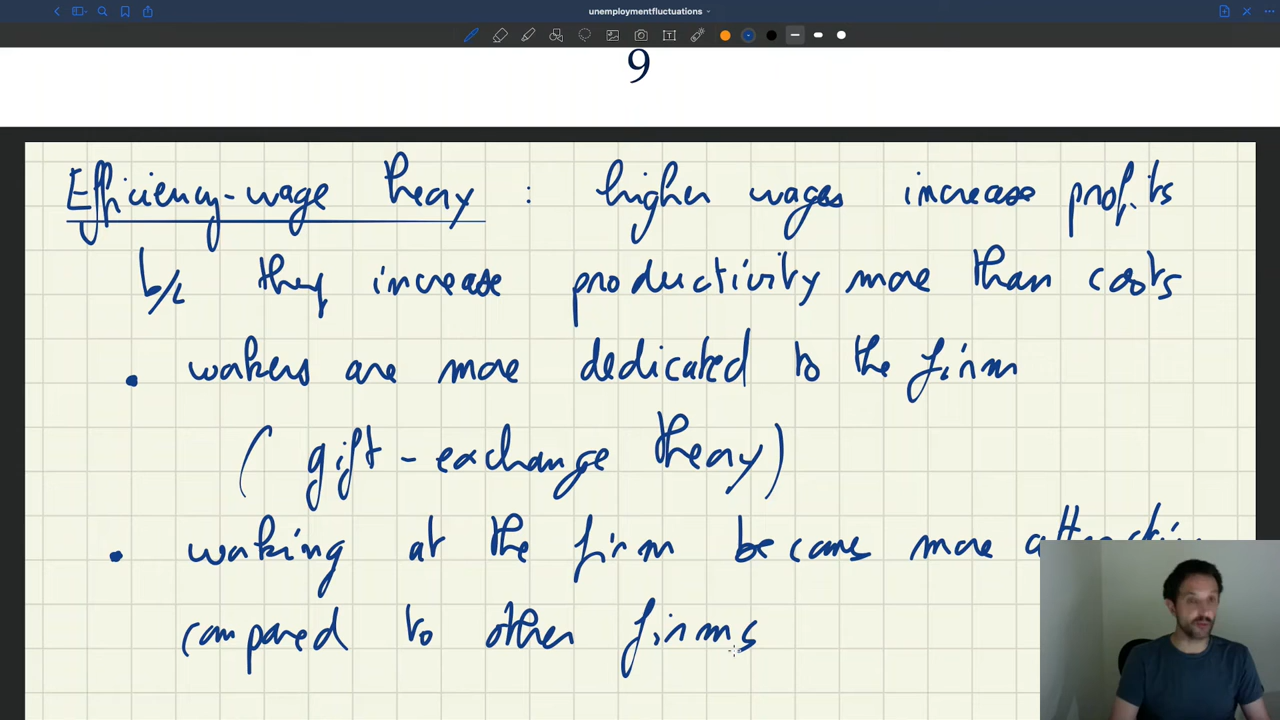 unemploymentfluctuations
9
Efficiency-wage theory : higher wages increase profits
b/c they increase productivity more than costs
• workers are more dedicated to the firm
(gift-exchange theory)
• working at the firm becomes more
compared to other firms